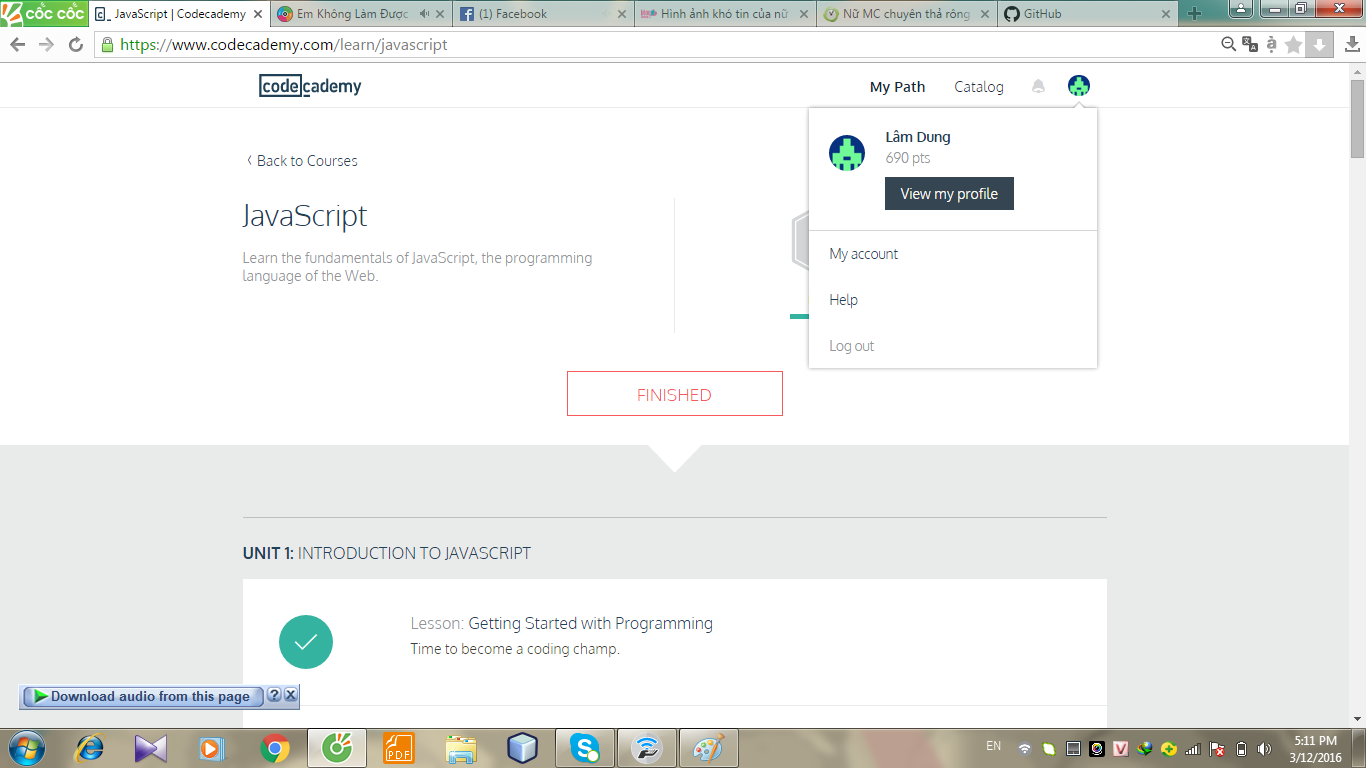 cốc cốc
JavaScript | Codecademy
Em Không Làm Được
(1) Facebook
Hình ảnh khó tin của nữ
Nữ MC chuyên thả rông
GitHub
https://www.codecademy.com/learn/javascript
codecademy
My Path
Catalog
Lâm Dung
690 pts
View my profile
My account
Help
Log out
Back to Courses
JavaScript
Learn the fundamentals of JavaScript, the programming
language of the Web.
FINISHED
UNIT 1: INTRODUCTION TO JAVASCRIPT
Lesson: Getting Started with Programming
Time to become a coding champ.
Download audio from this page
PDF
EN
5:11 PM
3/12/2016